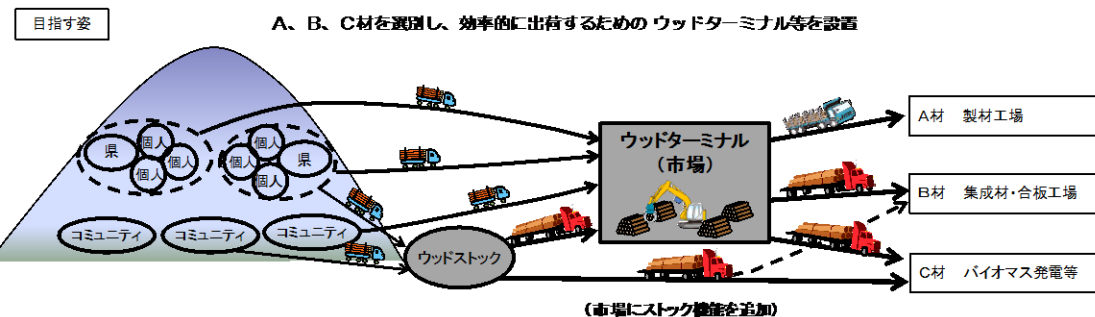 目指す姿
A、B、C材を選別し、効率的に出荷するための ウッドターミナル等を設置
県
個人
個人
個人
個人
個人
個人
個人
県
コミュニティ
コミュニティ
コミュニティ
ウッドストック
ウッドターミナル
(市場)
A材 製材工場
B材 集成材・合板工場
C材 バイオマス発電等
(市場にストック機能を追加)